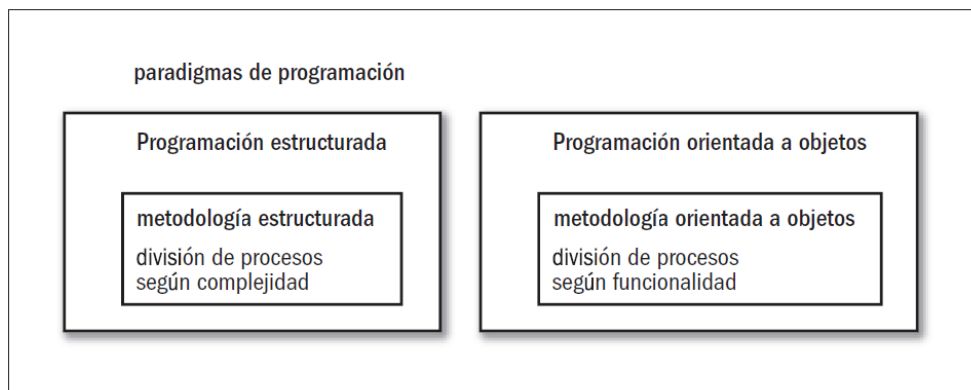 paradigmas de programación
Programación estructurada
metodología estructurada
división de procesos
según complejidad
Programación orientada a objetos
metodología orientada a objetos
división de procesos
según funcionalidad